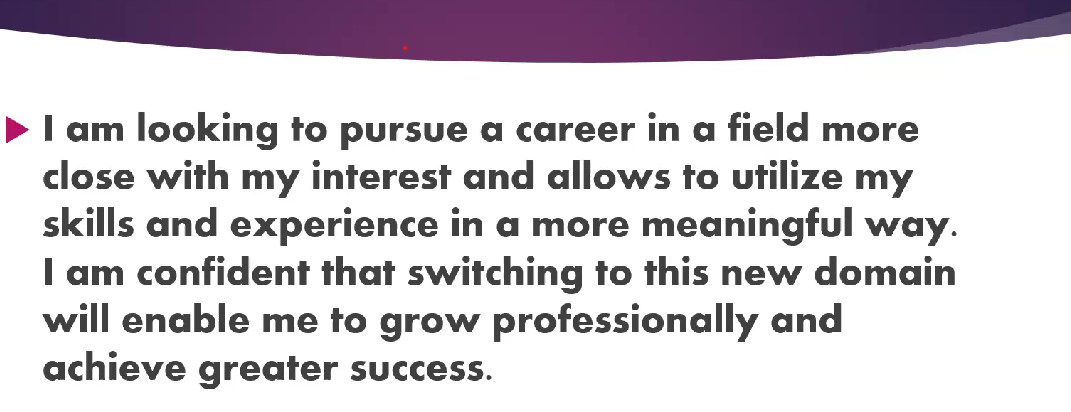 I am looking to pursue a career in a field more
close with my interest and allows to utilize my
skills and experience in a more meaningful way.
I am confident that switching to this new domain
will enable me to grow professionally and
achieve greater success.